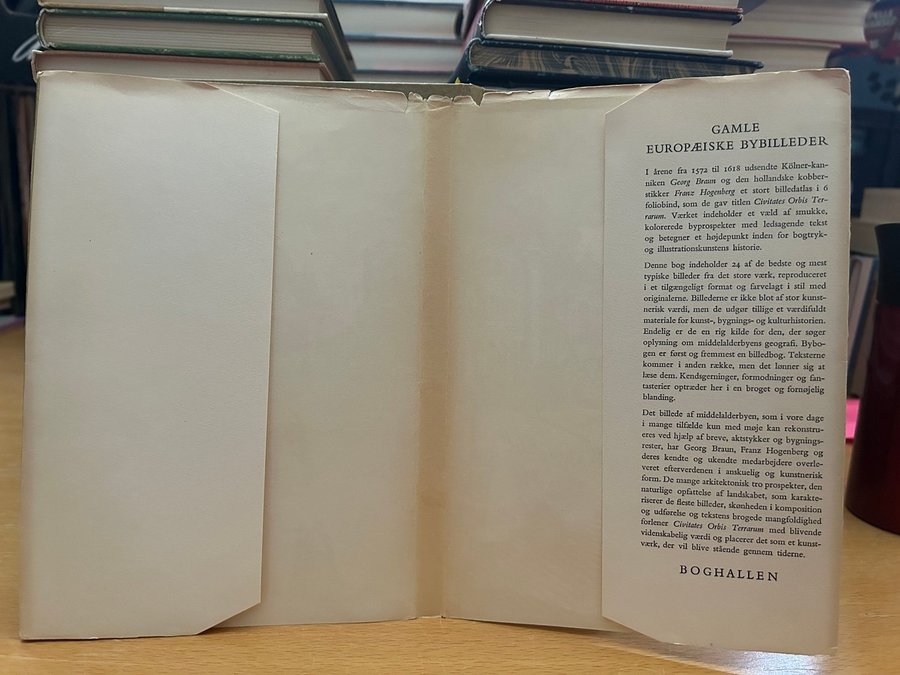 GAMLE
EUROPÆISKE BYBILLEDER
I årene fra 1572 til 1618 udsendte Kölner-kan-
niken Georg Braun og den hollandske kobber-
stikker Franz Hogenberg et stort billedatlas i 6
foliobind, som de gav titlen Civitates Orbis Ter-
rarum. Værket indeholder et væld af smukke,
kolorerede byprospekter med ledsagende tekst
og betegner et højdepunkt inden for bogtryk-
og illustrationskunstens historie.
Denne bog indeholder 24 af de bedste og mest
typiske billeder fra det store værk, reproduceret
i et tilgængeligt format og farvelagt i stil med
originalerne. Billederne er ikke blot af stor kunst-
nerisk værdi, men de udgør tillige et værdifuldt
materiale for kunst-, bygnings- og kulturhistorien.
Endelig er de en rig kilde for den, der søger
oplysning om middelalderbyens geografi. Bybo-
gen er først og fremmest en billedbog. Teksterne
kommer i anden række, men det lønner sig at
læse dem. Kendsgerninger, formodninger og fan-
tasterier optræder her i en broget og fornøjelig
blanding.
Det billede af middelalderbyen, som i vore dage
i mange tilfælde kun med møje kan rekonstru-
eres ved hjælp af breve, aktstykker og bygnings-
rester, har Georg Braun, Franz Hogenberg og
deres kendte og ukendte medarbejdere overle-
veret efterverdenen i anskuelig og kunstnerisk
form. De mange arkitektonisk tro prospekter, den
naturlige opfattelse af landskabet, som karakte-
riserer de fleste billeder, skønheden i komposition
og udførelse og tekstens brogede mangfoldighed
forlener Civitates Orbis Terrarum med blivende
videnskabelig værdi og placerer det som et kunst-
værk, der vil blive stående gennem tiderne.
BOGHALLEN